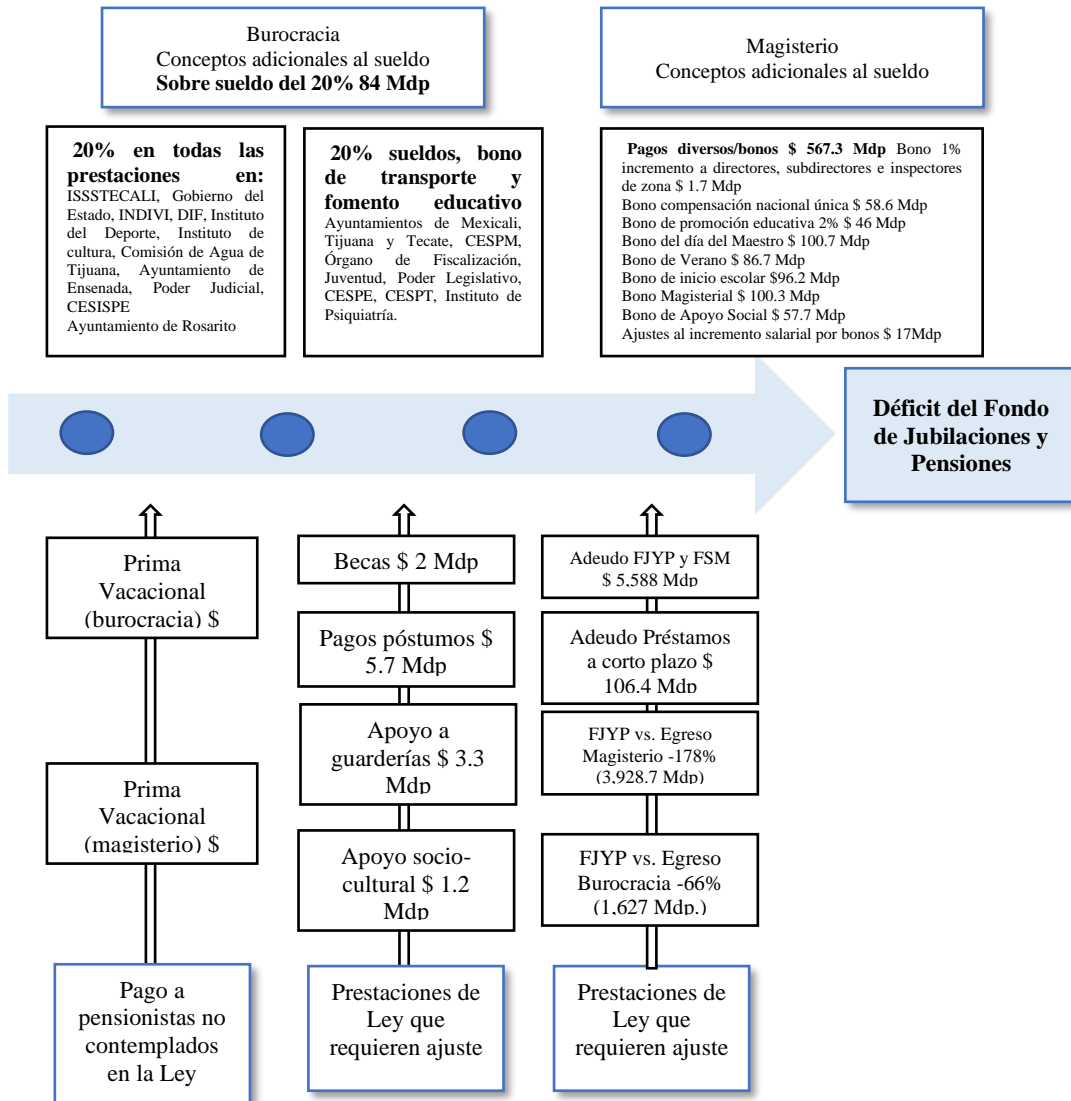 Burocracia
Conceptos adicionales al sueldo
Sobre sueldo del 20% 84 Mdp
Magisterio
Conceptos adicionales al sueldo
20% en todas las
prestaciones en:
ISSSTECALI, Gobierno del
Estado, INDIVI, DIF, Instituto
del Deporte, Instituto de
cultura, Comisión de Agua de
Tijuana, Ayuntamiento de
Ensenada, Poder Judicial,
CESISPE
Ayuntamiento de Rosarito
20% sueldos, bono
de transporte y
fomento educativo
Ayuntamientos de Mexicali,
Tijuana y Tecate, CESPM,
Órgano de Fiscalización,
Juventud, Poder Legislativo,
CESPE, CESPT, Instituto de
Psiquiatría.
Pagos diversos/bonos $ 567.3 Mdp Bono 1%
incremento a directores, subdirectores e inspectores
de zona $ 1.7 Mdp
Bono compensación nacional única $ 58.6 Mdp
Bono de promoción educativa 2% $ 46 Mdp
Bono del día del Maestro $ 100.7 Mdp
Bono de Verano $ 86.7 Mdp
Bono de inicio escolar $96.2 Mdp
Bono Magisterial $ 100.3 Mdp
Bono de Apoyo Social $ 57.7 Mdp
Ajustes al incremento salarial por bonos $ 17Mdp
Déficit del Fondo
de Jubilaciones y
Pensiones
Prima
Vacacional
(burocracia) $
Prima
Vacacional
(magisterio) $
Pago a
pensionistas no
contemplados
en la Ley
Becas $ 2 Mdp
Pagos póstumos $
5.7 Mdp
Apoyo a
guarderías $ 3.3
Mdp
Apoyo socio-
cultural $ 1.2
Mdp
Prestaciones de
Ley que
requieren ajuste
Adeudo FJYP y FSM
$ 5,588 Mdp
Adeudo Préstamos
a corto plazo $
106.4 Mdp
FJYP vs. Egreso
Magisterio -178%
(3,928.7 Mdp)
FJYP vs. Egreso
Burocracia -66%
(1,627 Mdp.)
Prestaciones de
Ley que
requieren ajuste